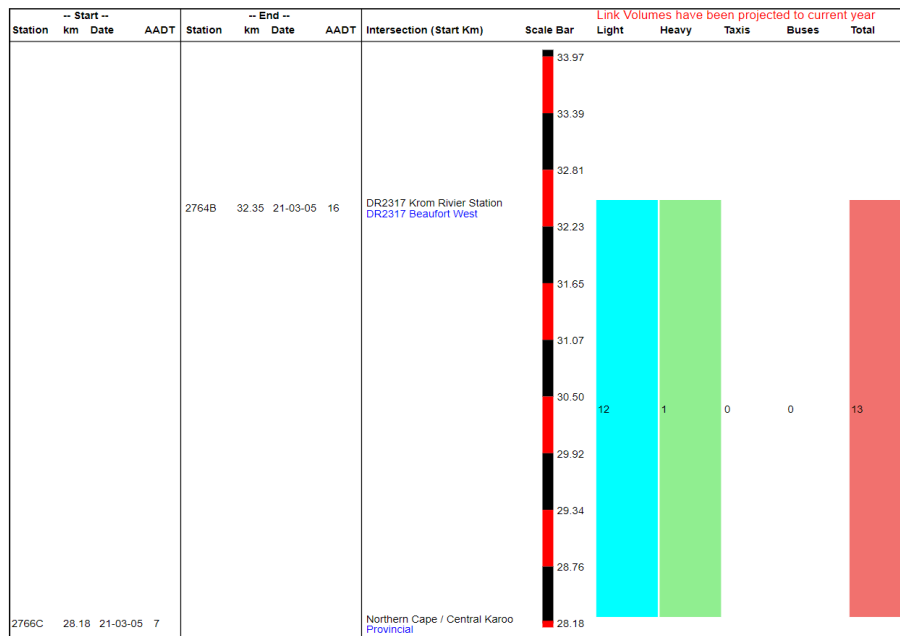 -- Start --
-- End --
Link Volumes have been projected to current year
Station km Date AADT Station km Date AADT Intersection (Start Km) Scale Bar Light Heavy Taxis Buses Total
33.97
33.39
32.81
2764B 32.35 21-03-05 16 DR2317 Krom Rivier Station
DR2317 Beaufort West
32.23
31.65
31.07
30.50
12 1 0 0 13
29.92
29.34
28.76
2766C 28.18 21-03-05 7 Northern Cape / Central Karoo 28.18
Provincial